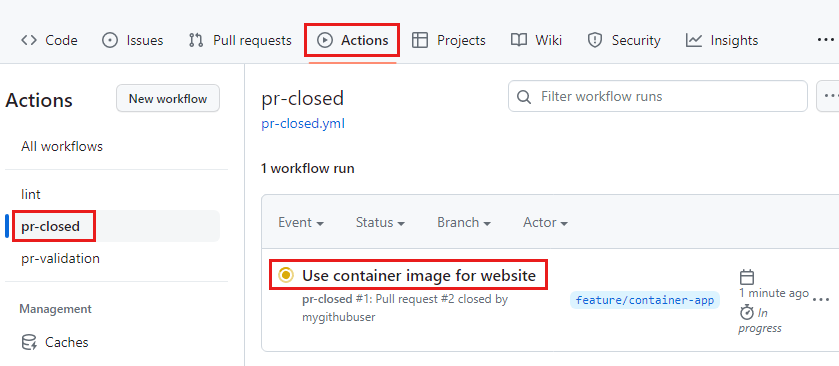 Code Issues Pull requests Actions Projects Wiki Security Insights ...
Actions
New workflow
All workflows
lint
pr-closed
pr-validation
Management
Caches
pr-closed
pr-closed.yml
Filter workflow runs
...
1 workflow run
Event Status Branch Actor
Use container image for website
pr-closed #1: Pull request #2 closed by
mygithubuser
feature/container-app
1 minute ago
In
progress
...